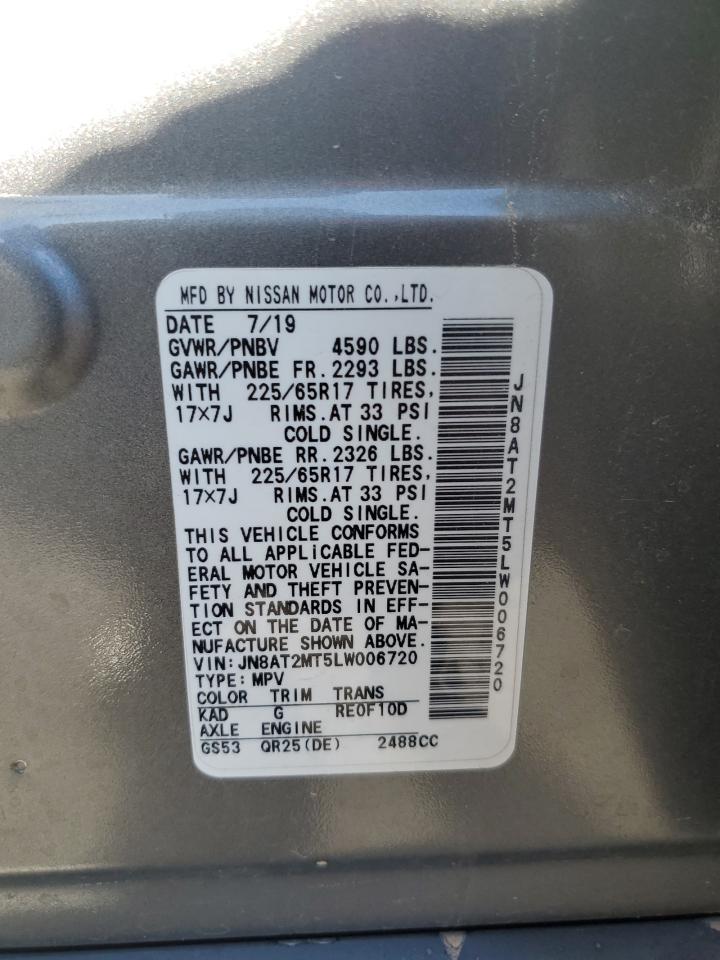 MFD BY NISSAN MOTOR CO.,LTD.
DATE 7/19
GVWR/PNBV 4590 LBS.
GAWR/PNBE FR. 2293 LBS.
WITH 225/65R17 TIRES,
17×7J RIMS.AT 33 PSI
COLD SINGLE.
GAWR/PNBE RR. 2326 LBS.
WITH 225/65R17 TIRES,
17×7J RIMS.AT 33 PSI
COLD SINGLE.
THIS VEHICLE CONFORMS
TO ALL APPLiCABLE FED-
ERAL MOTOR VEHICLE SA-
FETY AND THEFT PREVEN-
TION STANDARDS IN EFF-
ECT ON THE DATE OF MA-
NUFACTURE SHOWN ABOVE.
VIN:JN8AT2MT5LW006720
TYPE:MPV
COLOR TRIM TRANS
KAD G RE0F10D
AXLE ENGINE
GS53 QR25(DE) 2488CC
JN8AT2MT5LW006720